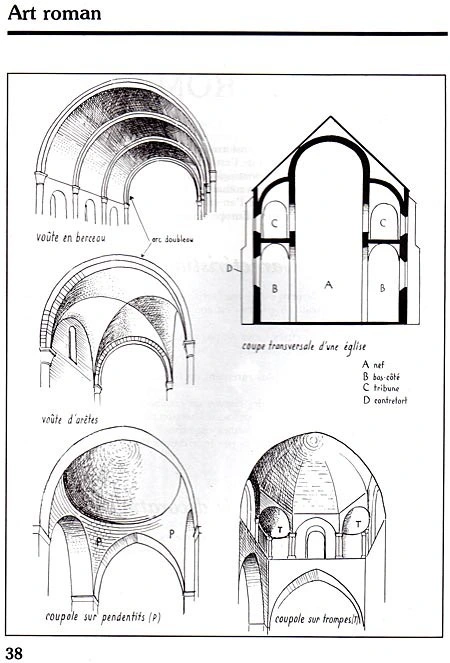 Art roman
voûte en berceau
arc doubleau
C
C
D
B
A
B
coupe transversale d'une église
A nef
B bas-côté
C tribune
D contrefort
voûte d'arêtes
P
P
coupole sur pendentifs (P)
T
T
coupole sur trompes(T)
38